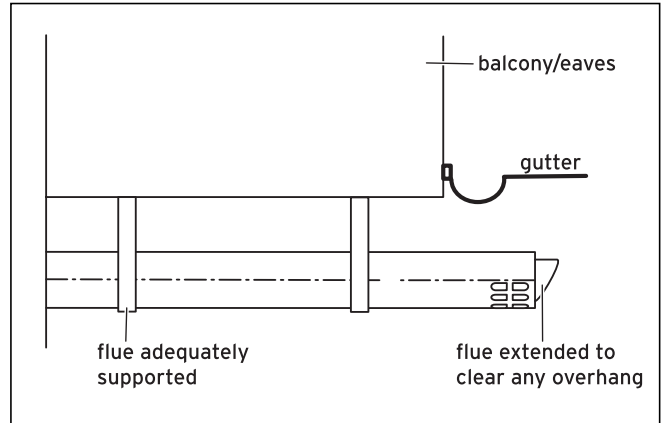 balcony/eaves
gutter
flue adequately
supported
flue extended to
clear any overhang